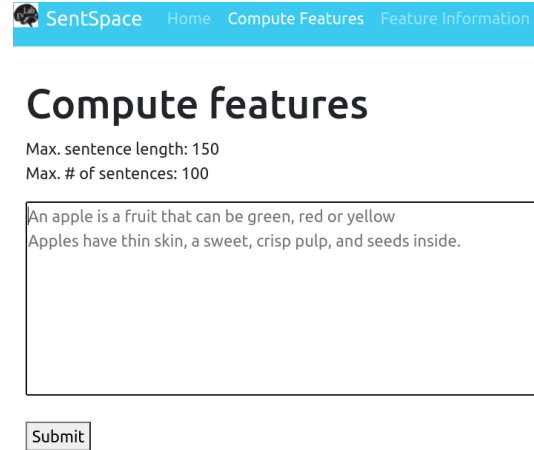 SentSpace Home Compute Features Feature Information
Compute features
Max. sentence length: 150
Max. # of sentences: 100
An apple is a fruit that can be green, red or yellow
Apples have thin skin, a sweet, crisp pulp, and seeds inside.
Submit